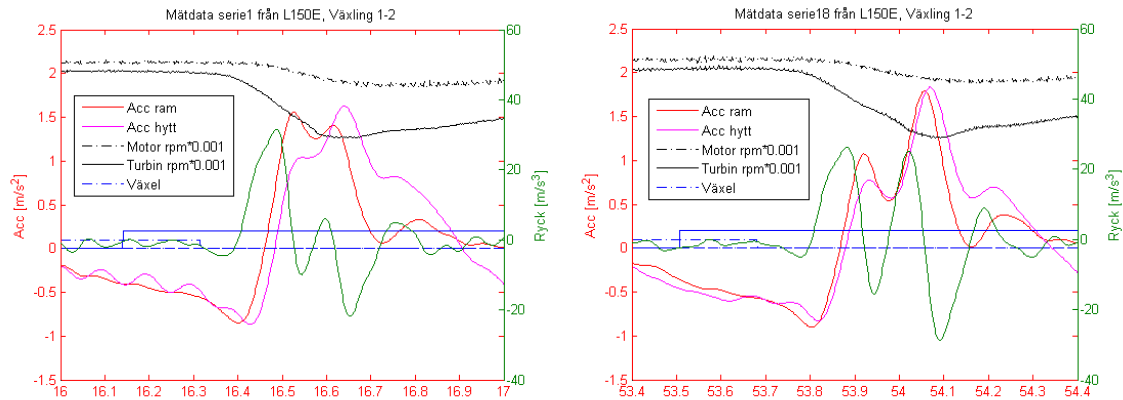 Mätdata serie1 från L150E, Växling 1-2
2.5
2
1.5
1
0.5
0
-0.5
-1
-1.5
Acc [m/s²]
60
40
20
0
-20
-40
Ryck [m/s³]
Acc ram
Acc hytt
Motor rpm*0.001
Turbin rpm*0.001
Växel
16 16.1 16.2 16.3 16.4 16.5 16.6 16.7 16.8 16.9 17
Mätdata serie18 från L150E, Växling 1-2
2.5
2
1.5
1
0.5
0
-0.5
-1
-1.5
Acc [m/s²]
60
40
20
0
-20
-40
Ryck [m/s³]
Acc ram
Acc hytt
Motor rpm*0.001
Turbin rpm*0.001
Växel
53.4 53.5 53.6 53.7 53.8 53.9 54 54.1 54.2 54.3 54.4